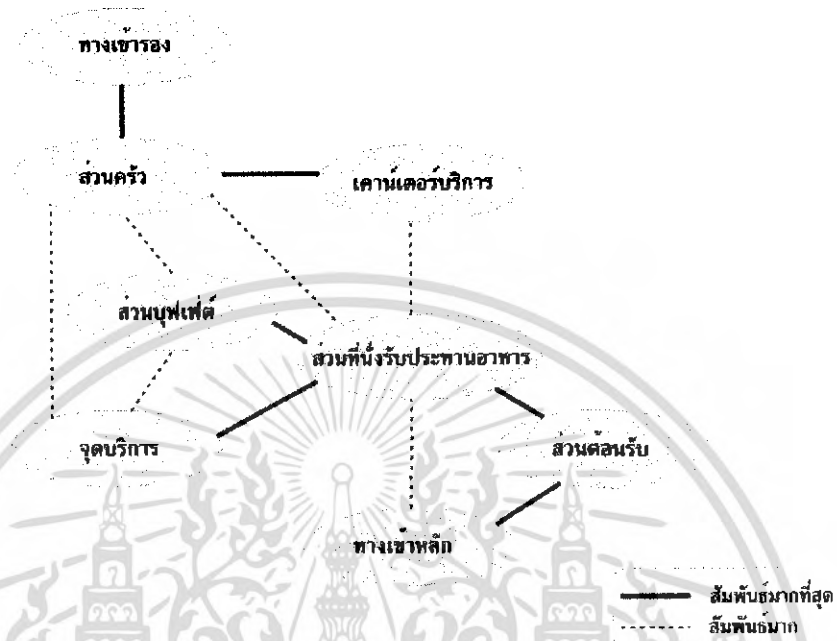 ทางเข้ารอง
ส่วนครัว
เคาน์เตอร์บริการ
ส่วนบุฟเฟ่ต์
ส่วนที่นั่งรับประทานอาหาร
จุดบริการ
ส่วนต้อนรับ
ทางเข้าหลัก
สัมพันธ์มากที่สุด
สัมพันธ์มาก